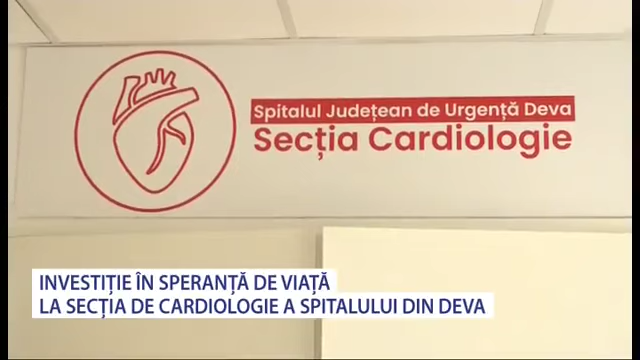 Spitalul Județean de Urgență Deva
Secția Cardiologie
INVESTIȚIE ÎN SPERANȚĂ DE VIAȚĂ
LA SECȚIA DE CARDIOLOGIE A SPITALULUI DIN DEVA